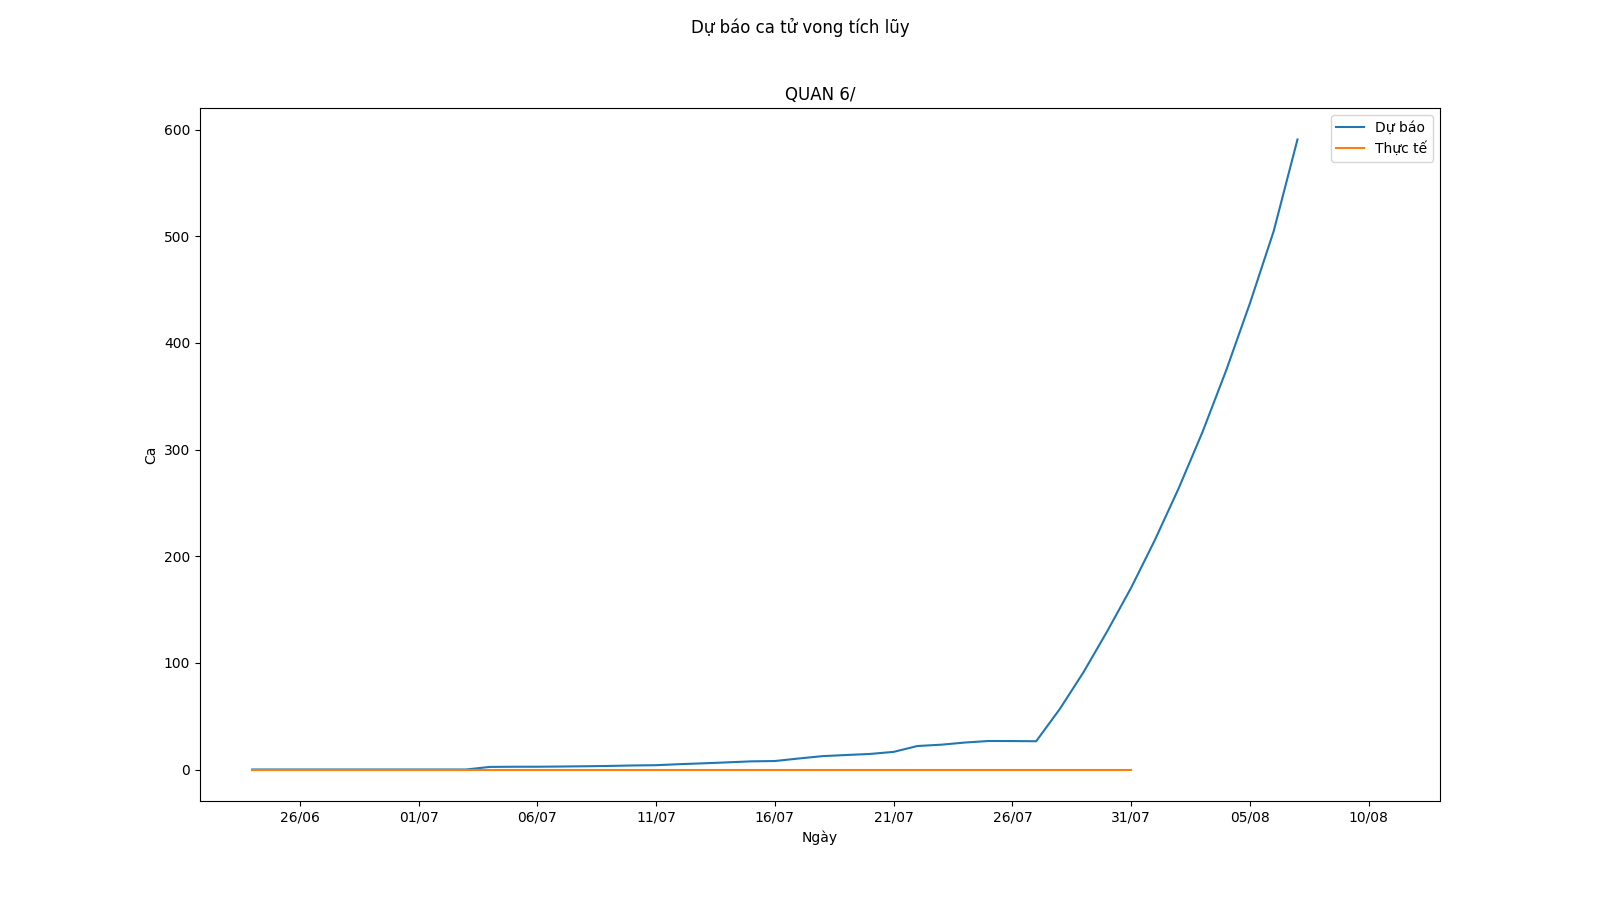 Dự báo ca tử vong tích lũy
QUAN 6/
Dự báo
Thực tế
600
500
400
300
200
100
0
Ca
26/06 01/07 06/07 11/07 16/07 21/07 26/07 31/07 05/08 10/08
Ngày